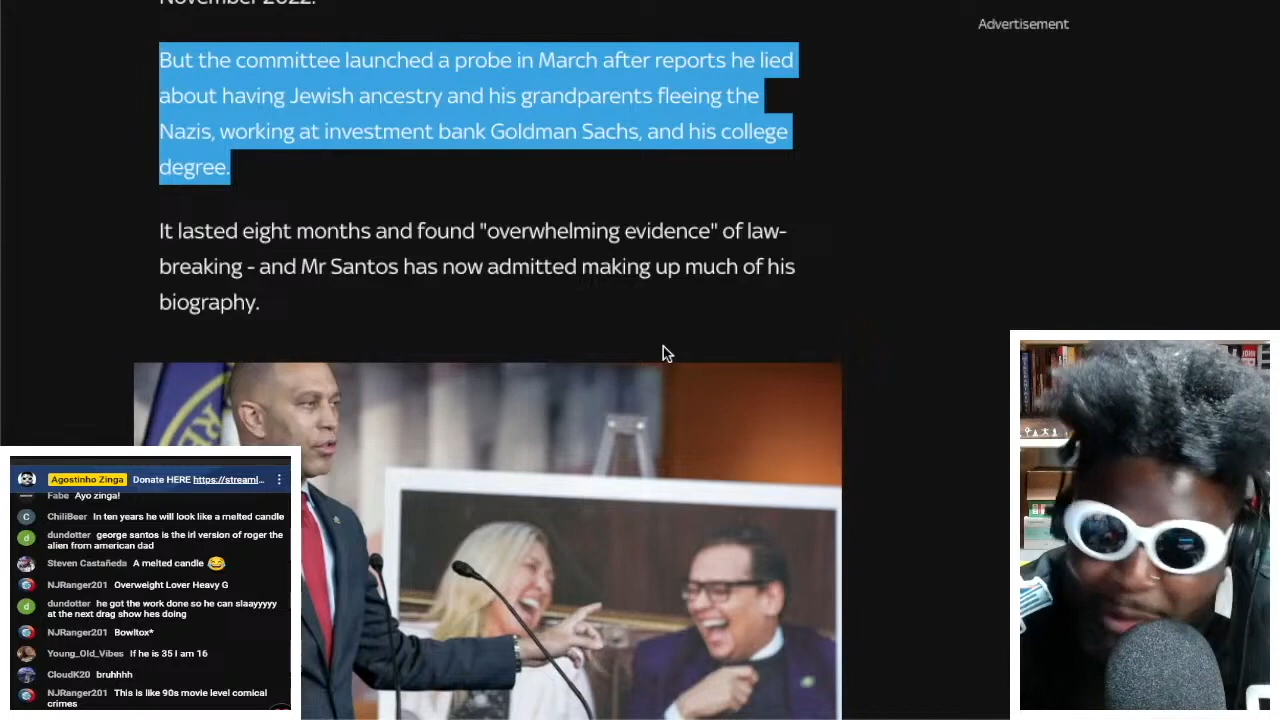 November 2022.
Advertisement
But the committee launched a probe in March after reports he lied
about having Jewish ancestry and his grandparents fleeing the
Nazis, working at investment bank Goldman Sachs, and his college
degree.
It lasted eight months and found "overwhelming evidence" of law-
breaking - and Mr Santos has now admitted making up much of his
biography.
Agostinho Zinga Donate HERE https://streaml...
Fabe Ayo zinga!
ChiliBeer In ten years he will look like a melted candle
dundotter george santos is the irl version of roger the
alien from american dad
Steven Castañeda A melted candle 😂
NJRanger201 Overweight Lover Heavy G
dundotter he got the work done so he can slaayyyyy
at the next drag show hes doing
NJRanger201 Bowltox*
Young_Old_Vibes If he is 35 I am 16
CloudK20 bruhhhh
NJRanger201 This is like 90s movie level comical
crimes